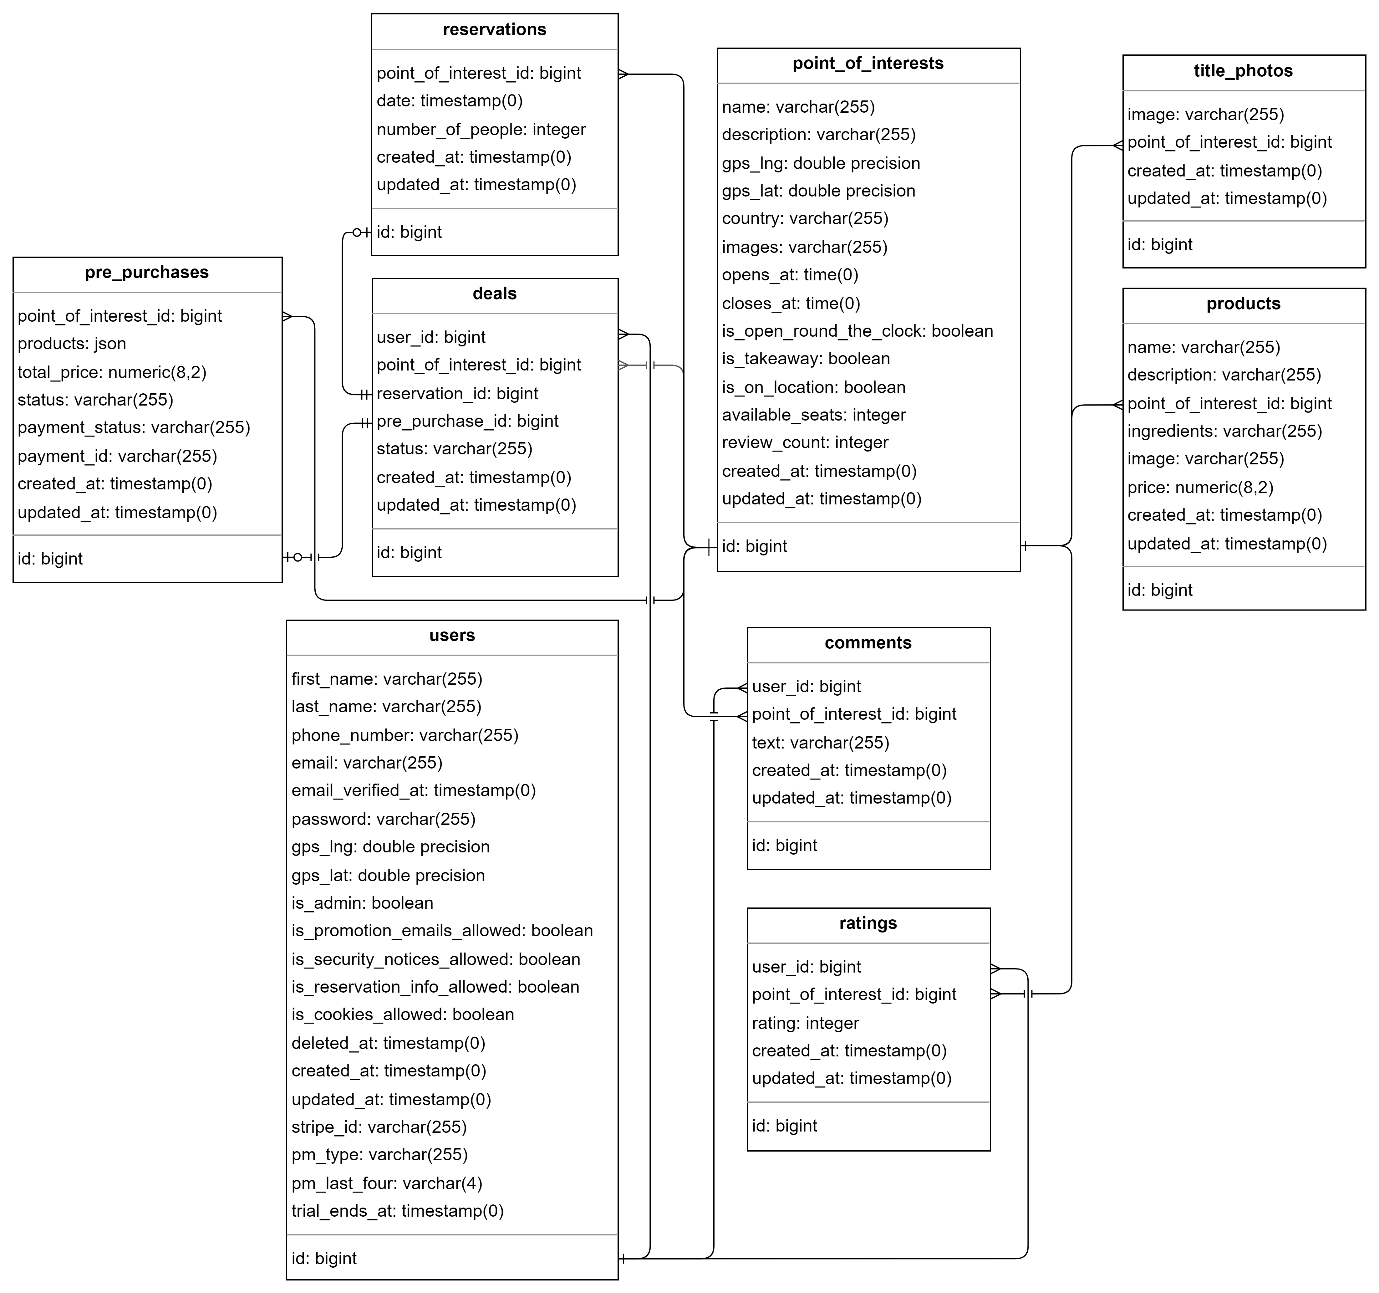 reservations
point_of_interest_id: bigint
date: timestamp(0)
number_of_people: integer
created_at: timestamp(0)
updated_at: timestamp(0)
id: bigint
point_of_interests
name: varchar(255)
description: varchar(255)
gps_lng: double precision
gps_lat: double precision
country: varchar(255)
images: varchar(255)
opens_at: time(0)
closes_at: time(0)
is_open_round_the_clock: boolean
is_takeaway: boolean
is_on_location: boolean
available_seats: integer
review_count: integer
created_at: timestamp(0)
updated_at: timestamp(0)
id: bigint
title_photos
image: varchar(255)
point_of_interest_id: bigint
created_at: timestamp(0)
updated_at: timestamp(0)
id: bigint
pre_purchases
point_of_interest_id: bigint
products: json
total_price: numeric(8,2)
status: varchar(255)
payment_status: varchar(255)
payment_id: varchar(255)
created_at: timestamp(0)
updated_at: timestamp(0)
id: bigint
deals
user_id: bigint
point_of_interest_id: bigint
reservation_id: bigint
pre_purchase_id: bigint
status: varchar(255)
created_at: timestamp(0)
updated_at: timestamp(0)
id: bigint
products
name: varchar(255)
description: varchar(255)
point_of_interest_id: bigint
ingredients: varchar(255)
image: varchar(255)
price: numeric(8,2)
created_at: timestamp(0)
updated_at: timestamp(0)
id: bigint
users
first_name: varchar(255)
last_name: varchar(255)
phone_number: varchar(255)
email: varchar(255)
email_verified_at: timestamp(0)
password: varchar(255)
gps_lng: double precision
gps_lat: double precision
is_admin: boolean
is_promotion_emails_allowed: boolean
is_security_notices_allowed: boolean
is_reservation_info_allowed: boolean
is_cookies_allowed: boolean
deleted_at: timestamp(0)
created_at: timestamp(0)
updated_at: timestamp(0)
stripe_id: varchar(255)
pm_type: varchar(255)
pm_last_four: varchar(4)
trial_ends_at: timestamp(0)
id: bigint
comments
user_id: bigint
point_of_interest_id: bigint
text: varchar(255)
created_at: timestamp(0)
updated_at: timestamp(0)
id: bigint
ratings
user_id: bigint
point_of_interest_id: bigint
rating: integer
created_at: timestamp(0)
updated_at: timestamp(0)
id: bigint